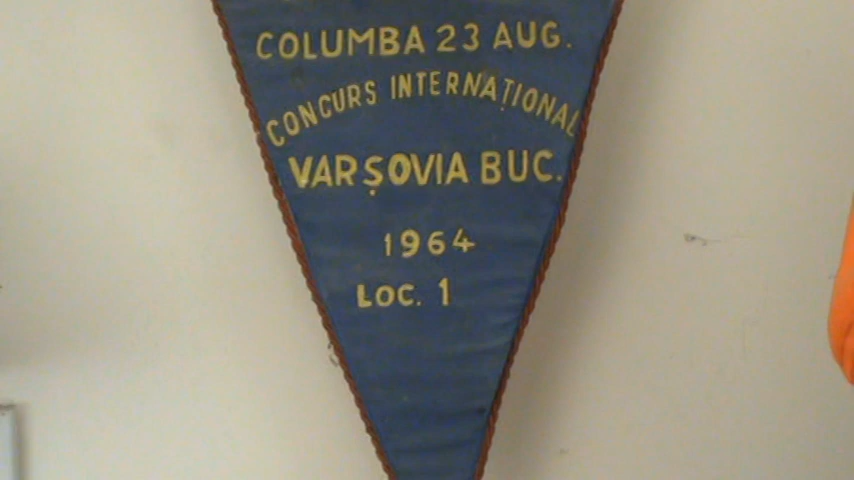 COLUMBA 23 AUG.
CONCURS INTERNAȚIONAL
VARȘOVIA BUC.
1964
LOC. 1